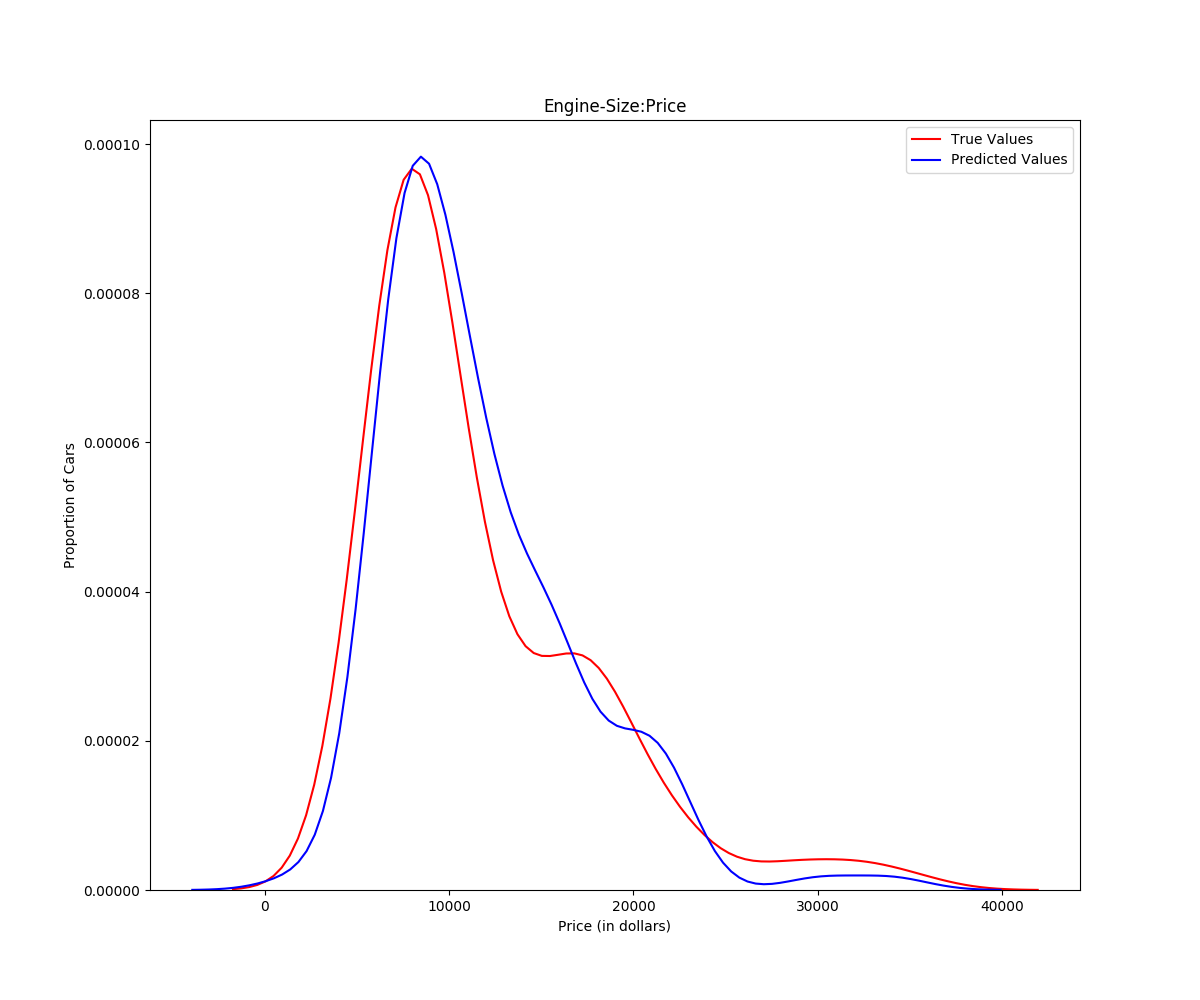 Engine-Size:Price
True Values
Predicted Values
0.00010
0.00008
0.00006
0.00004
0.00002
0.00000
Proportion of Cars
0 10000 20000 30000 40000
Price (in dollars)